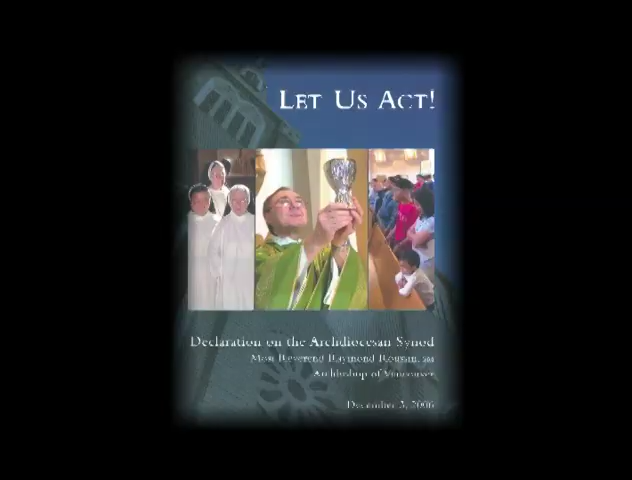 LET US ACT!
Declaration on the Archdiocesan Synod
Most Reverend Raymond Roussin, SM
Archbishop of Vancouver
December 3, 2006